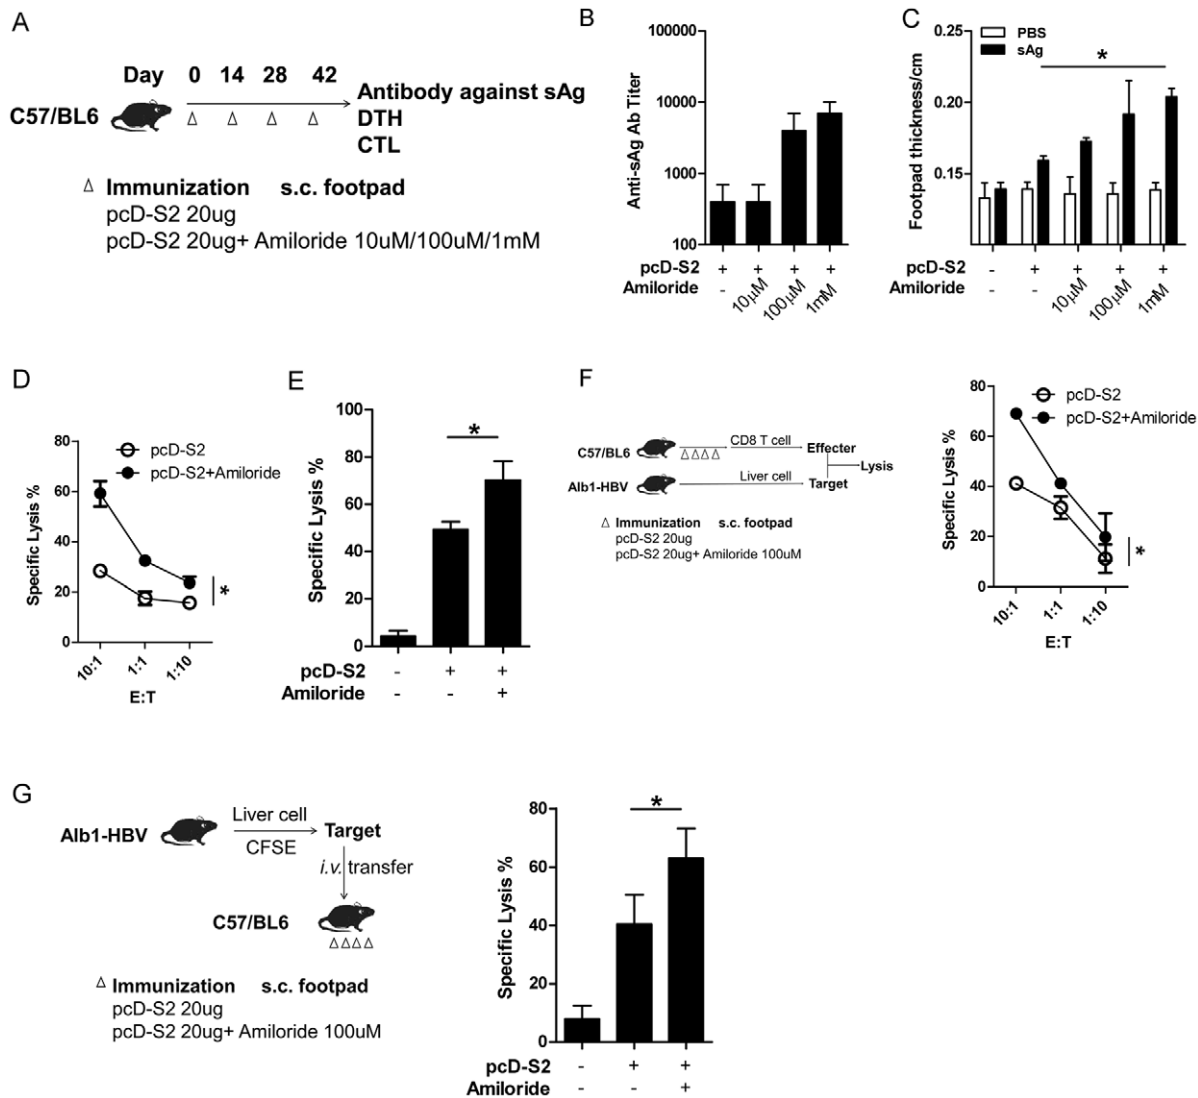 A
Day 0 14 28 42
C57/BL6
Antibody against sAg
DTH
CTL
Δ Immunization s.c. footpad
pcD-S2 20ug
pcD-S2 20ug+ Amiloride 10uM/100uM/1mM
B
Anti-sAg Ab Titer
100000
10000
1000
100
pcD-S2 + + + +
Amiloride - 10μM 100μM 1mM
C
Footpad thickness/cm
0.25
0.20
0.15
PBS
sAg
*
pcD-S2 - + + + +
Amiloride - - 10μM 100μM 1mM
D
Specific Lysis %
80
60
40
20
0
pcD-S2
pcD-S2+Amiloride
*
10:1 1:1 1:10
E:T
E
Specific Lysis %
100
80
60
40
20
0
*
pcD-S2 - + +
Amiloride - - +
F
C57/BL6 CD8 T cell Effecter
Lysis
Alb1-HBV Liver cell Target
Δ Immunization s.c. footpad
pcD-S2 20ug
pcD-S2 20ug+ Amiloride 100uM
Specific Lysis %
80
60
40
20
0
pcD-S2
pcD-S2+Amiloride
*
10:1 1:1 1:10
E:T
G
Alb1-HBV Liver cell Target
CFSE
i.v. transfer
C57/BL6
Δ Immunization s.c. footpad
pcD-S2 20ug
pcD-S2 20ug+ Amiloride 100uM
Specific Lysis %
80
60
40
20
0
*
pcD-S2 - + +
Amiloride - - +